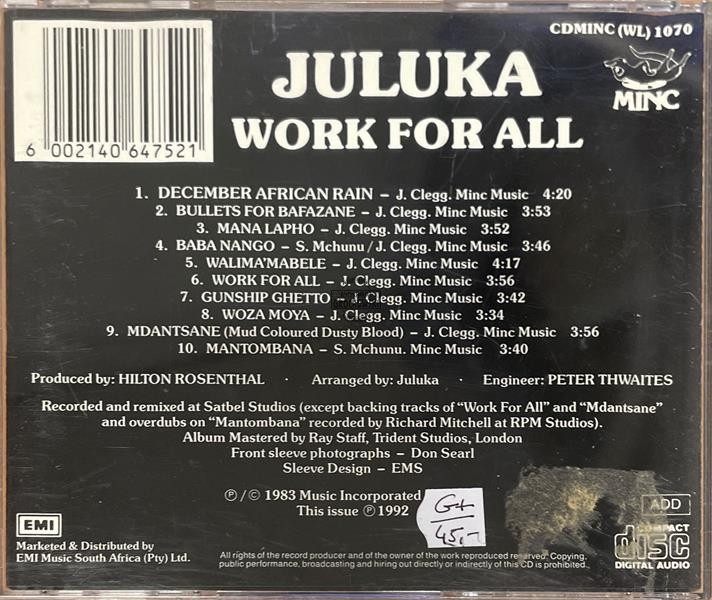 CDMINC (WL) 1070
MINC
JULUKA
WORK FOR ALL
6 002140 647521
1. DECEMBER AFRICAN RAIN – J. Clegg. Minc Music 4:20
2. BULLETS FOR BAFAZANE – J. Clegg. Minc Music 3:53
3. MANA LAPHO – J. Clegg. Minc Music 3:52
4. BABA NANGO – S. Mchunu / J. Clegg. Minc Music 3:46
5. WALIMA'MABELE – J. Clegg. Minc Music 4:17
6. WORK FOR ALL – J. Clegg. Minc Music 3:56
7. GUNSHIP GHETTO – J. Clegg. Minc Music 3:42
8. WOZA MOYA – J. Clegg. Minc Music 3:34
9. MDANTSANE (Mud Coloured Dusty Blood) – J. Clegg. Minc Music 3:56
10. MANTOMBANA – S. Mchunu. Minc Music 3:40
Produced by: HILTON ROSENTHAL · Arranged by: Juluka · Engineer: PETER THWAITES
Recorded and remixed at Satbel Studios (except backing tracks of "Work For All" and "Mdantsane"
and overdubs on "Mantombana" recorded by Richard Mitchell at RPM Studios).
Album Mastered by Ray Staff, Trident Studios, London
Front sleeve photographs – Don Searl
Sleeve Design – EMS
Ⓟ/© 1983 Music Incorporated
This issue Ⓟ 1992
G+
45,-
ADD
EMI
Marketed & Distributed by
EMI Music South Africa (Pty) Ltd.
COMPACT
disc
DIGITAL AUDIO
All rights of the record producer and of the owner of the work reproduced reserved. Copying,
public performance, broadcasting and hiring out directly or indirectly of this CD is prohibited.